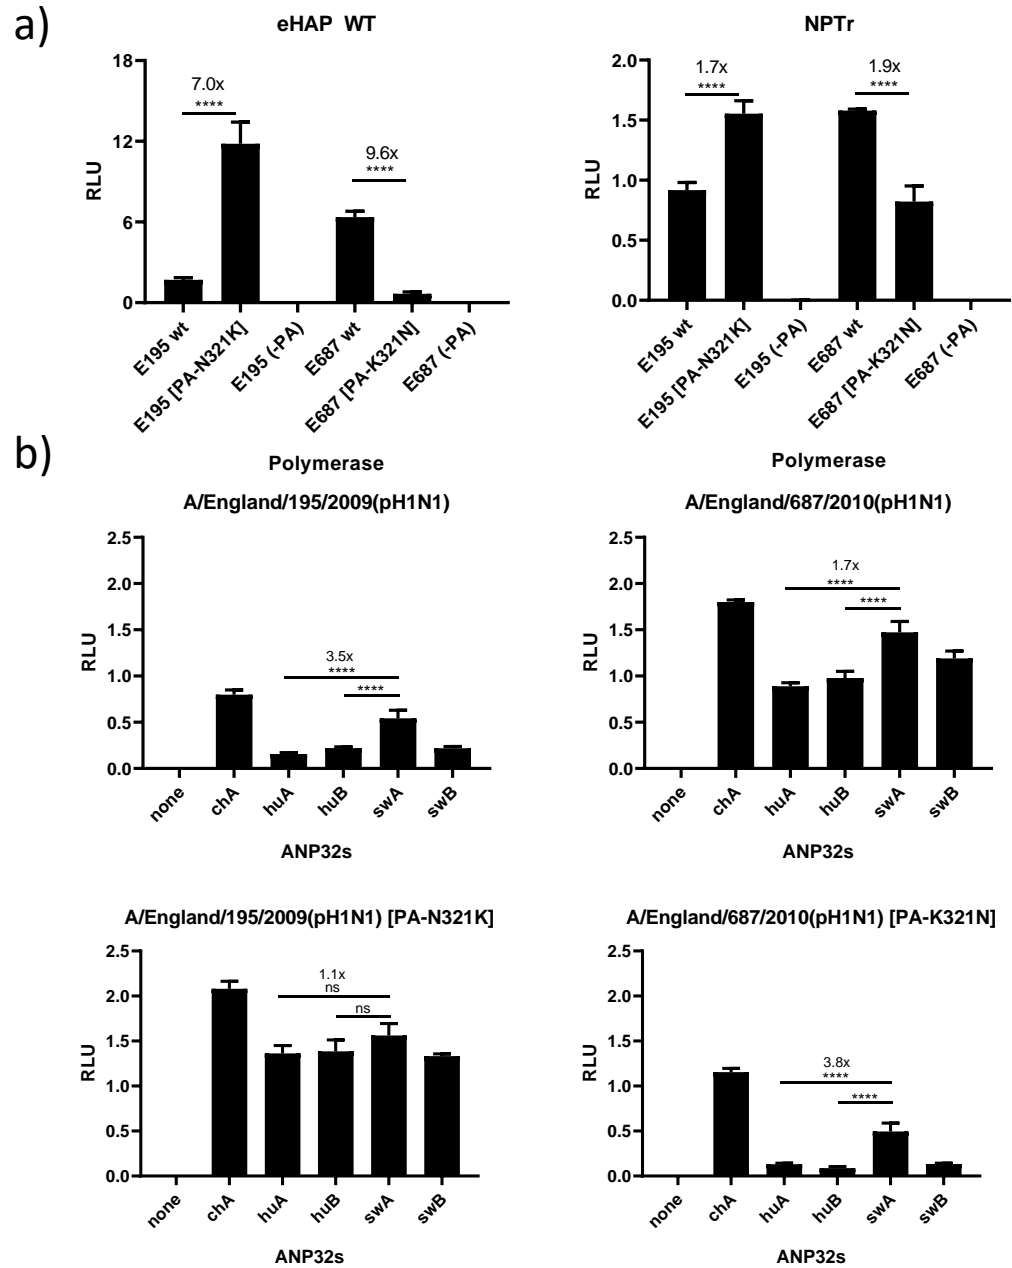 a)
eHAP WT
18
12
6
0
RLU
7.0x
****
9.6x
****
E195 wt
E195 [PA-N321K]
E195 (-PA)
E687 wt
E687 [PA-K321N]
E687 (-PA)
Polymerase
NPTr
2.0
1.5
1.0
0.5
0.0
RLU
1.7x
****
1.9x
****
E195 wt
E195 [PA-N321K]
E195 (-PA)
E687 wt
E687 [PA-K321N]
E687 (-PA)
Polymerase
b)
A/England/195/2009(pH1N1)
2.5
2.0
1.5
1.0
0.5
0.0
RLU
3.5x
****
****
none
chA
huA
huB
swA
swB
ANP32s
A/England/687/2010(pH1N1)
2.5
2.0
1.5
1.0
0.5
0.0
RLU
1.7x
****
****
none
chA
huA
huB
swA
swB
ANP32s
A/England/195/2009(pH1N1) [PA-N321K]
2.5
2.0
1.5
1.0
0.5
0.0
RLU
1.1x
ns
ns
none
chA
huA
huB
swA
swB
ANP32s
A/England/687/2010(pH1N1) [PA-K321N]
2.5
2.0
1.5
1.0
0.5
0.0
RLU
3.8x
****
****
none
chA
huA
huB
swA
swB
ANP32s